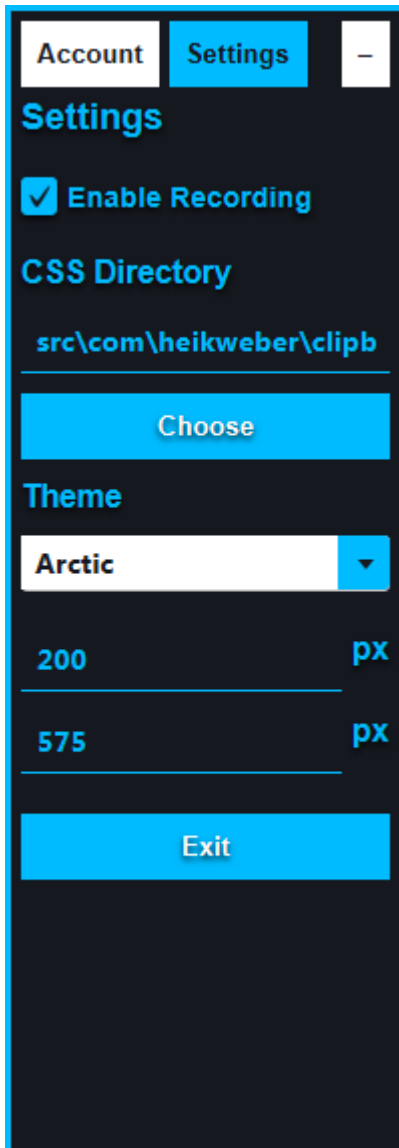 Account Settings –
Settings
Enable Recording
CSS Directory
src\com\heikweber\clipb
Choose
Theme
Arctic
200 px
575 px
Exit